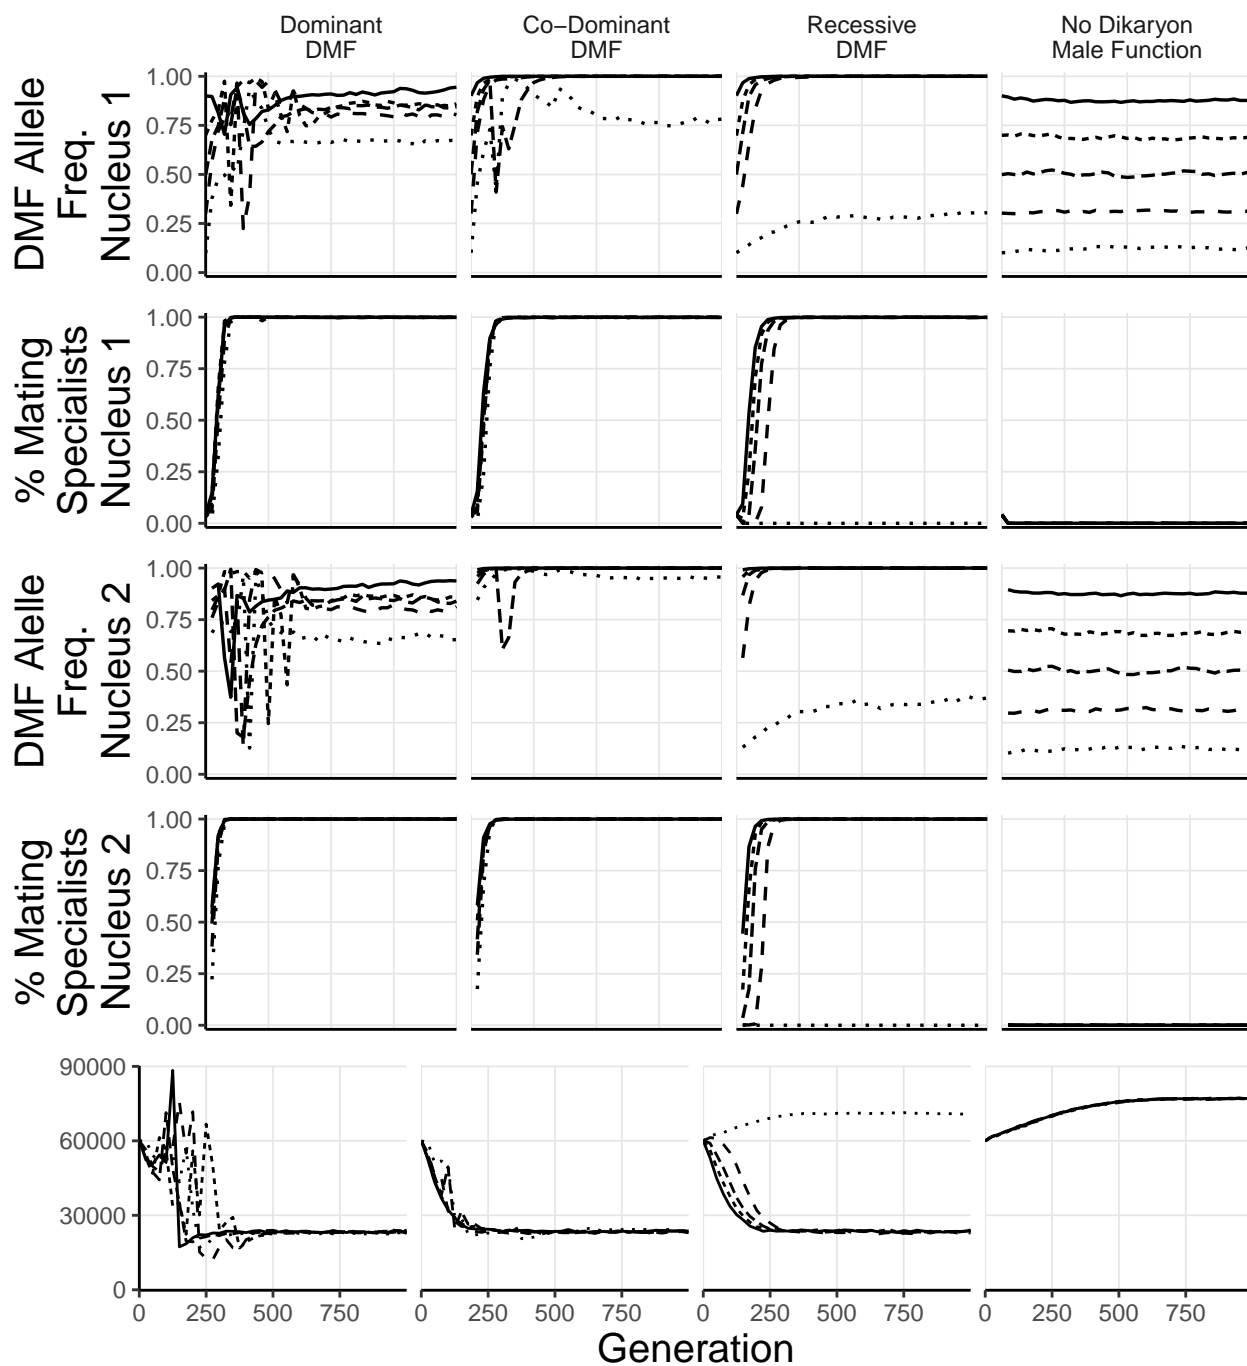 Dominant
DMF
Co−Dominant
DMF
Recessive
DMF
No Dikaryon
Male Function
DMF Allele
Freq.
Nucleus 1
1.00
0.75
0.50
0.25
0.00
% Mating
Specialists
Nucleus 1
1.00
0.75
0.50
0.25
0.00
DMF Alelle
Freq.
Nucleus 2
1.00
0.75
0.50
0.25
0.00
% Mating
Specialists
Nucleus 2
1.00
0.75
0.50
0.25
0.00
90000
60000
30000
0
0 250 500 750 0 250 500 750 0 250 500 750 0 250 500 750
Generation